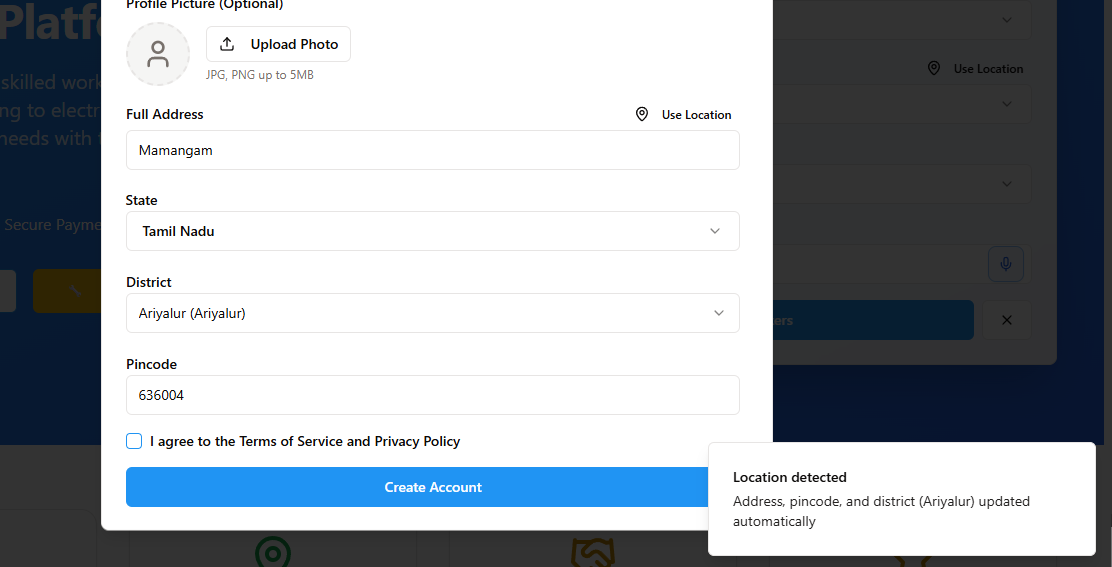 Profile Picture (Optional)
Platf
Upload Photo
JPG, PNG up to 5MB
skilled work
ng to electr
needs with t
Use Location
Full Address
Use Location
Mamangam
State
Secure Payme
Tamil Nadu
District
Ariyalur (Ariyalur)
ers
Pincode
636004
I agree to the Terms of Service and Privacy Policy
Create Account
Location detected
Address, pincode, and district (Ariyalur) updated
automatically